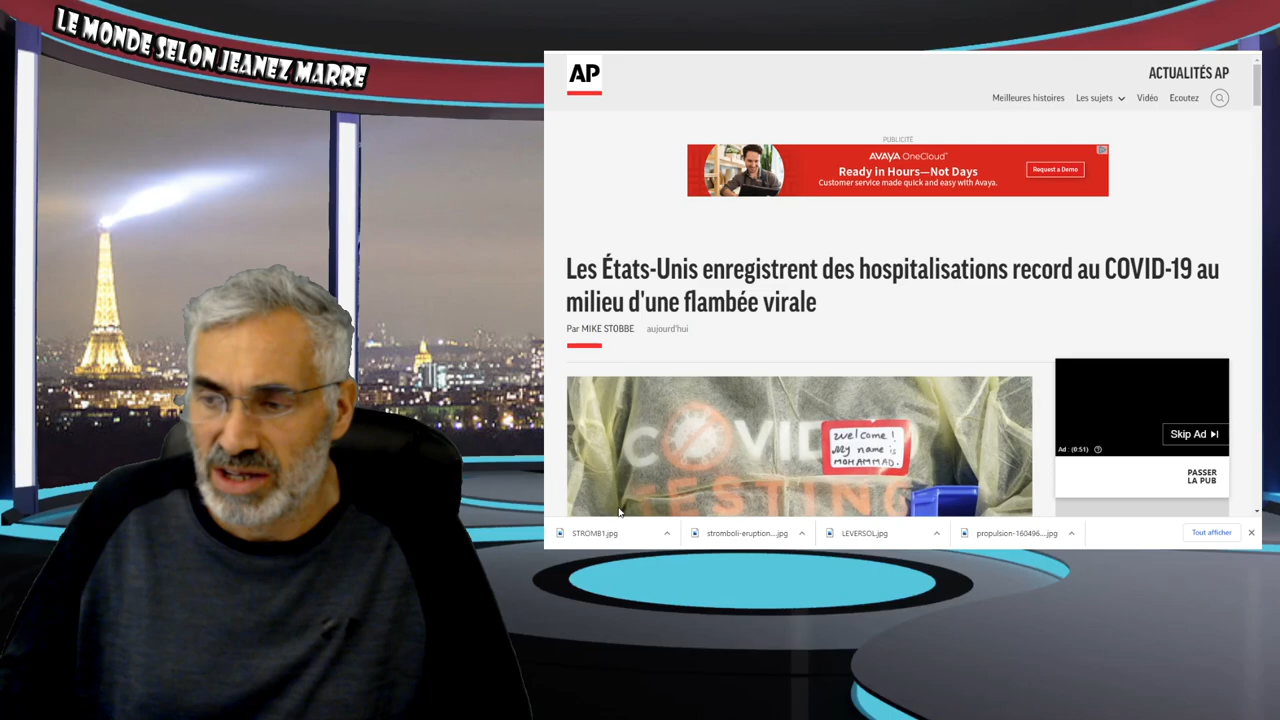 LE MONDE SELON JEANEZ MARRE
AP
ACTUALITÉS AP
Meilleures histoires Les sujets Vidéo Ecoutez
PUBLICITÉ
AVAYA OneCloud™
Ready in Hours—Not Days
Customer service made quick and easy with Avaya.
Request a Demo
Les États-Unis enregistrent des hospitalisations record au COVID-19 au
milieu d'une flambée virale
Par MIKE STOBBE aujourd'hui
COVID
TESTING
Welcome!
My name is
MOHAMMAD.
Skip Ad
Ad : (0:51)
PASSER
LA PUB
STROMB1.jpg stromboli-eruption....jpg LEVERSOL.jpg propulsion-160496....jpg Tout afficher